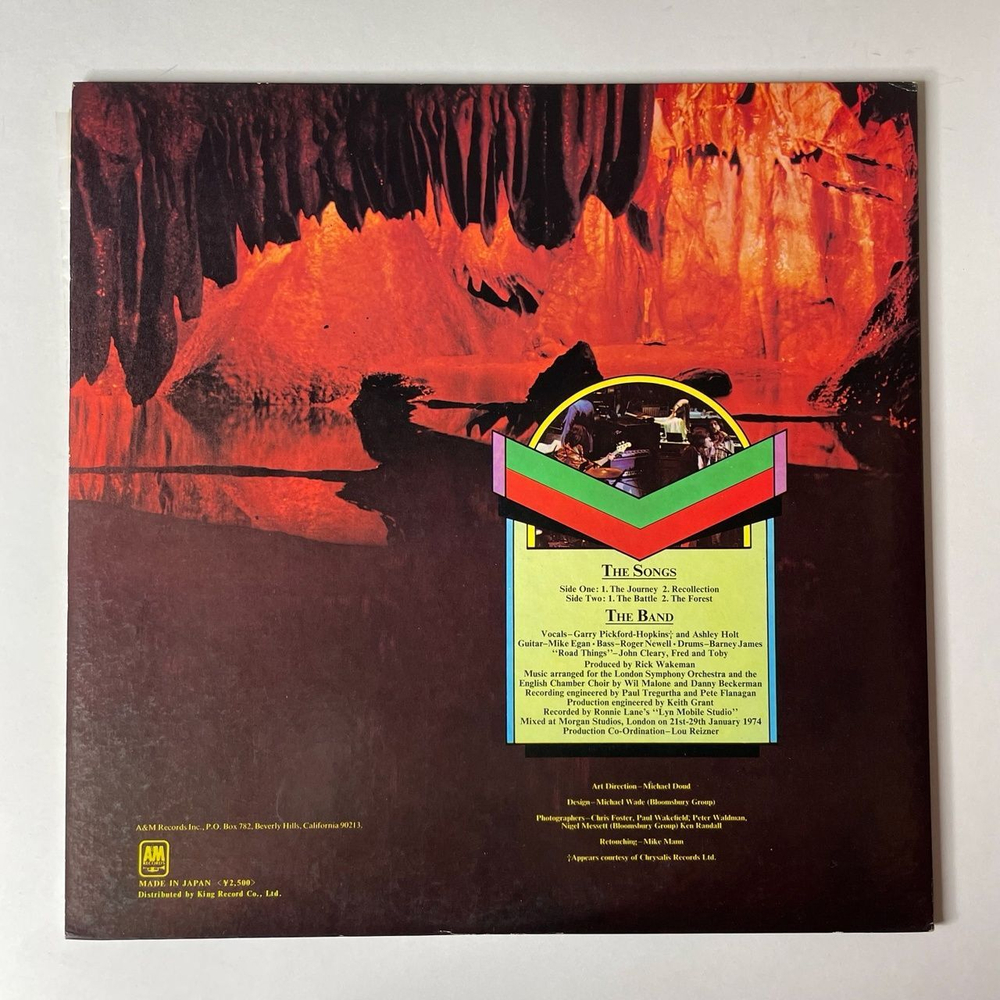 THE SONGS
Side One: 1. The Journey 2. Recollection
Side Two: 1. The Battle 2. The Forest
THE BAND
Vocals–Garry Pickford-Hopkins† and Ashley Holt
Guitar–Mike Egan • Bass–Roger Newell • Drums–Barney James
"Road Things"–John Cleary, Fred and Toby
Produced by Rick Wakeman
Music arranged for the London Symphony Orchestra and the
English Chamber Choir by Wil Malone and Danny Beckerman
Recording engineered by Paul Tregurtha and Pete Flanagan
Production engineered by Keith Grant
Recorded by Ronnie Lane's "Lyn Mobile Studio"
Mixed at Morgan Studios, London on 21st-29th January 1974
Production Co-Ordination–Lou Reizner
Art Direction–Michael Doud
Design–Michael Wade (Bloomsbury Group)
Photographers–Chris Foster, Paul Wakefield, Peter Waldman,
Nigel Messett (Bloomsbury Group) Ken Randall
Retouching–Mike Mann
†Appears courtesy of Chrysalis Records Ltd.
A&M Records Inc., P.O. Box 782, Beverly Hills, California 90213.
AM
RECORDS
MADE IN JAPAN <¥2,500>
Distributed by King Record Co., Ltd.